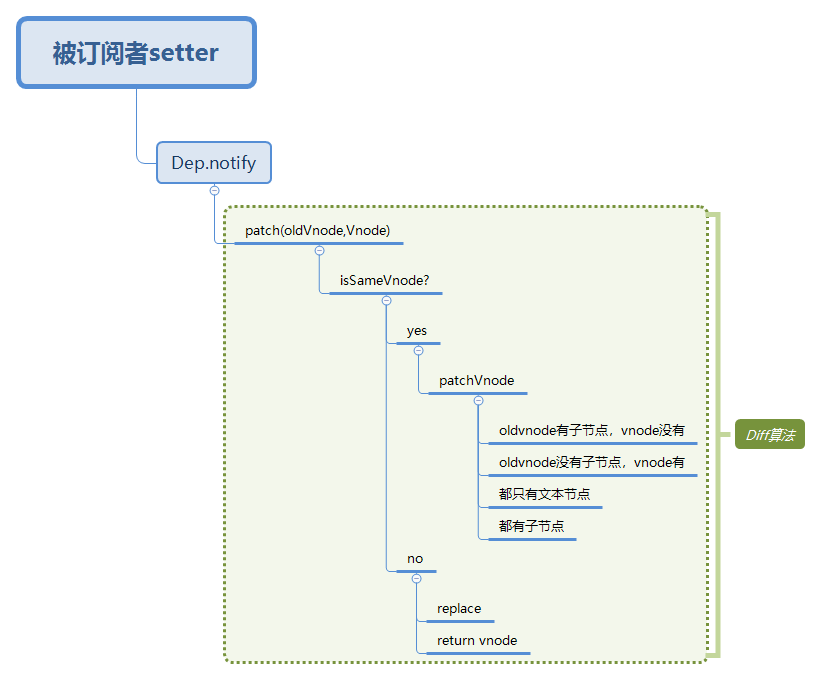 被订阅者setter
Dep.notify
patch(oldVnode,Vnode)
isSameVnode?
yes
patchVnode
oldvnode有子节点，vnode没有
oldvnode没有子节点，vnode有
都只有文本节点
都有子节点
no
replace
return vnode
Diff算法